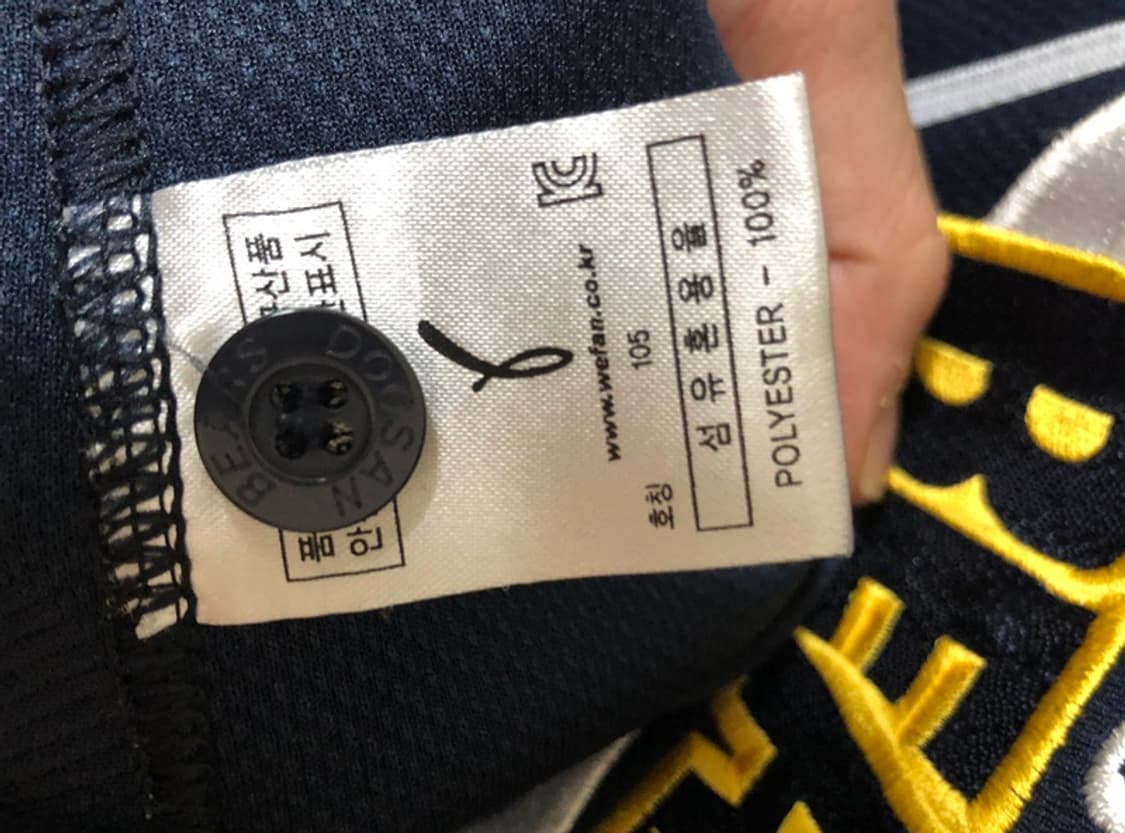 품 산품
안 표시
DOOSAN
BEARS
KC
www.wefan.co.kr
호칭 105
섬 유 혼 용 율
POLYESTER - 100%